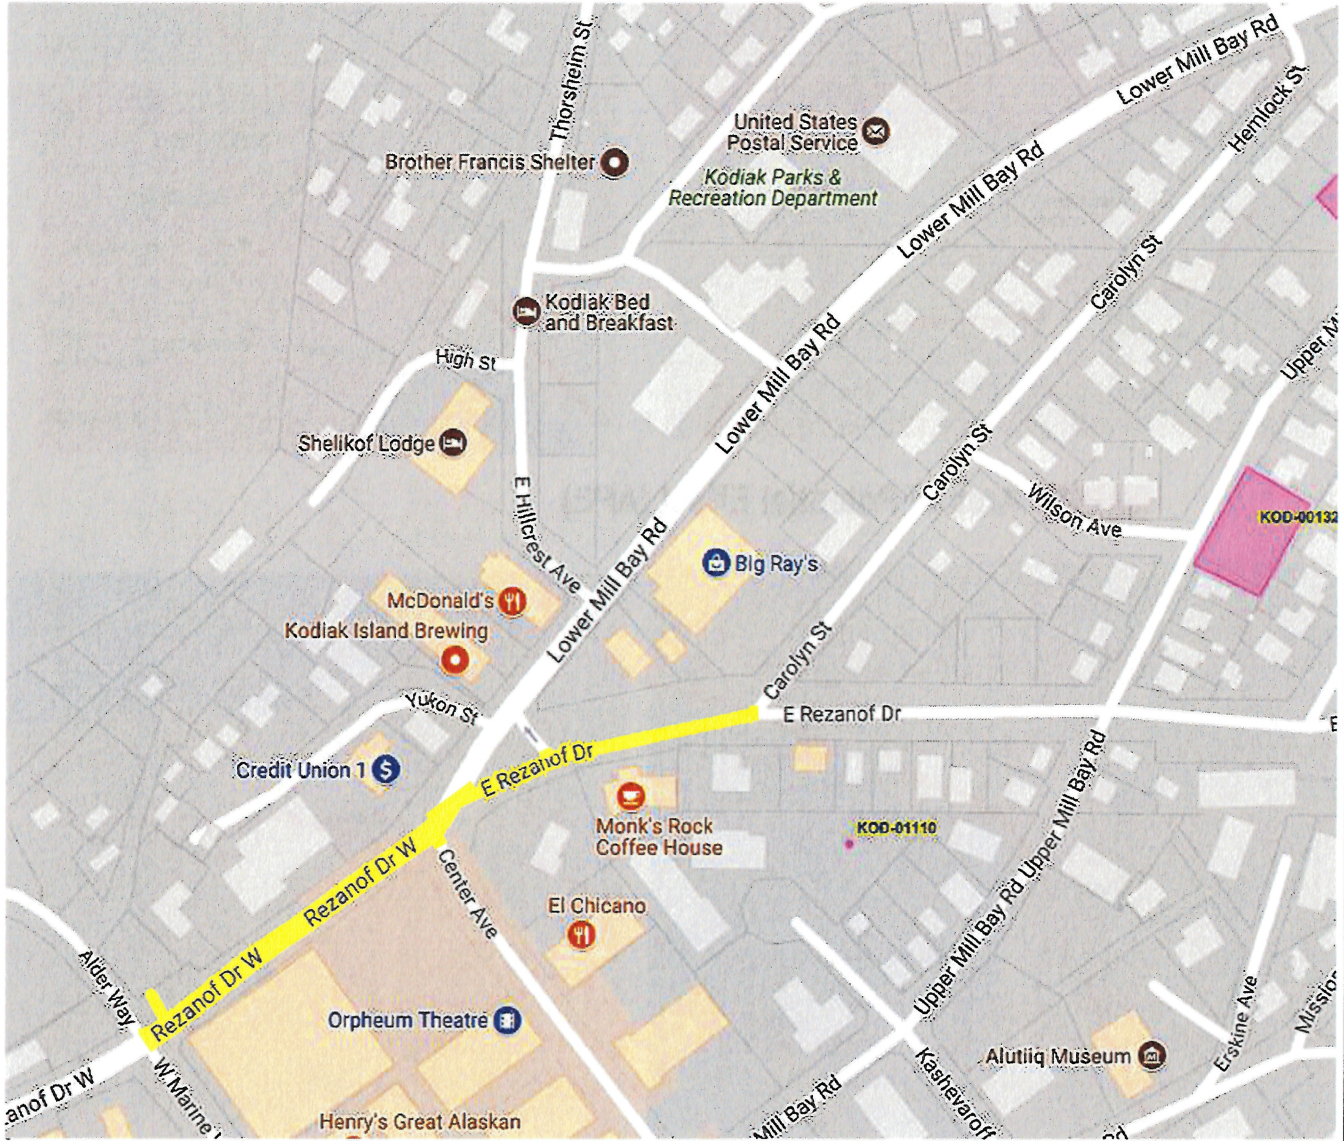 Thorsheim St
Lower Mill Bay Rd
Hemlock St
United States
Postal Service
Brother Francis Shelter
Kodiak Parks &
Recreation Department
Lower Mill Bay Rd
Carolyn St
Kodiak Bed
and Breakfast
High St
Lower Mill Bay Rd
Upper M
Shelikof Lodge
Carolyn St
E Hillcrest Ave
Wilson Ave
KOD-00132
Big Ray's
Lower Mill Bay Rd
McDonald's
Kodiak Island Brewing
Carolyn St
Yukon St
E Rezanof Dr
E
Credit Union 1
E Rezanof Dr
Upper Mill Bay Rd
Monk's Rock
Coffee House
KOD-01110
Rezanof Dr W
Center Ave
El Chicano
Upper Mill Bay Rd
Alder Way
Rezanof Dr W
Orpheum Theatre
Erskine Ave
Mission
Alutiiq Museum
anof Dr W
W Marine
Kashevaroff
Mill Bay Rd
Henry's Great Alaskan
Rd